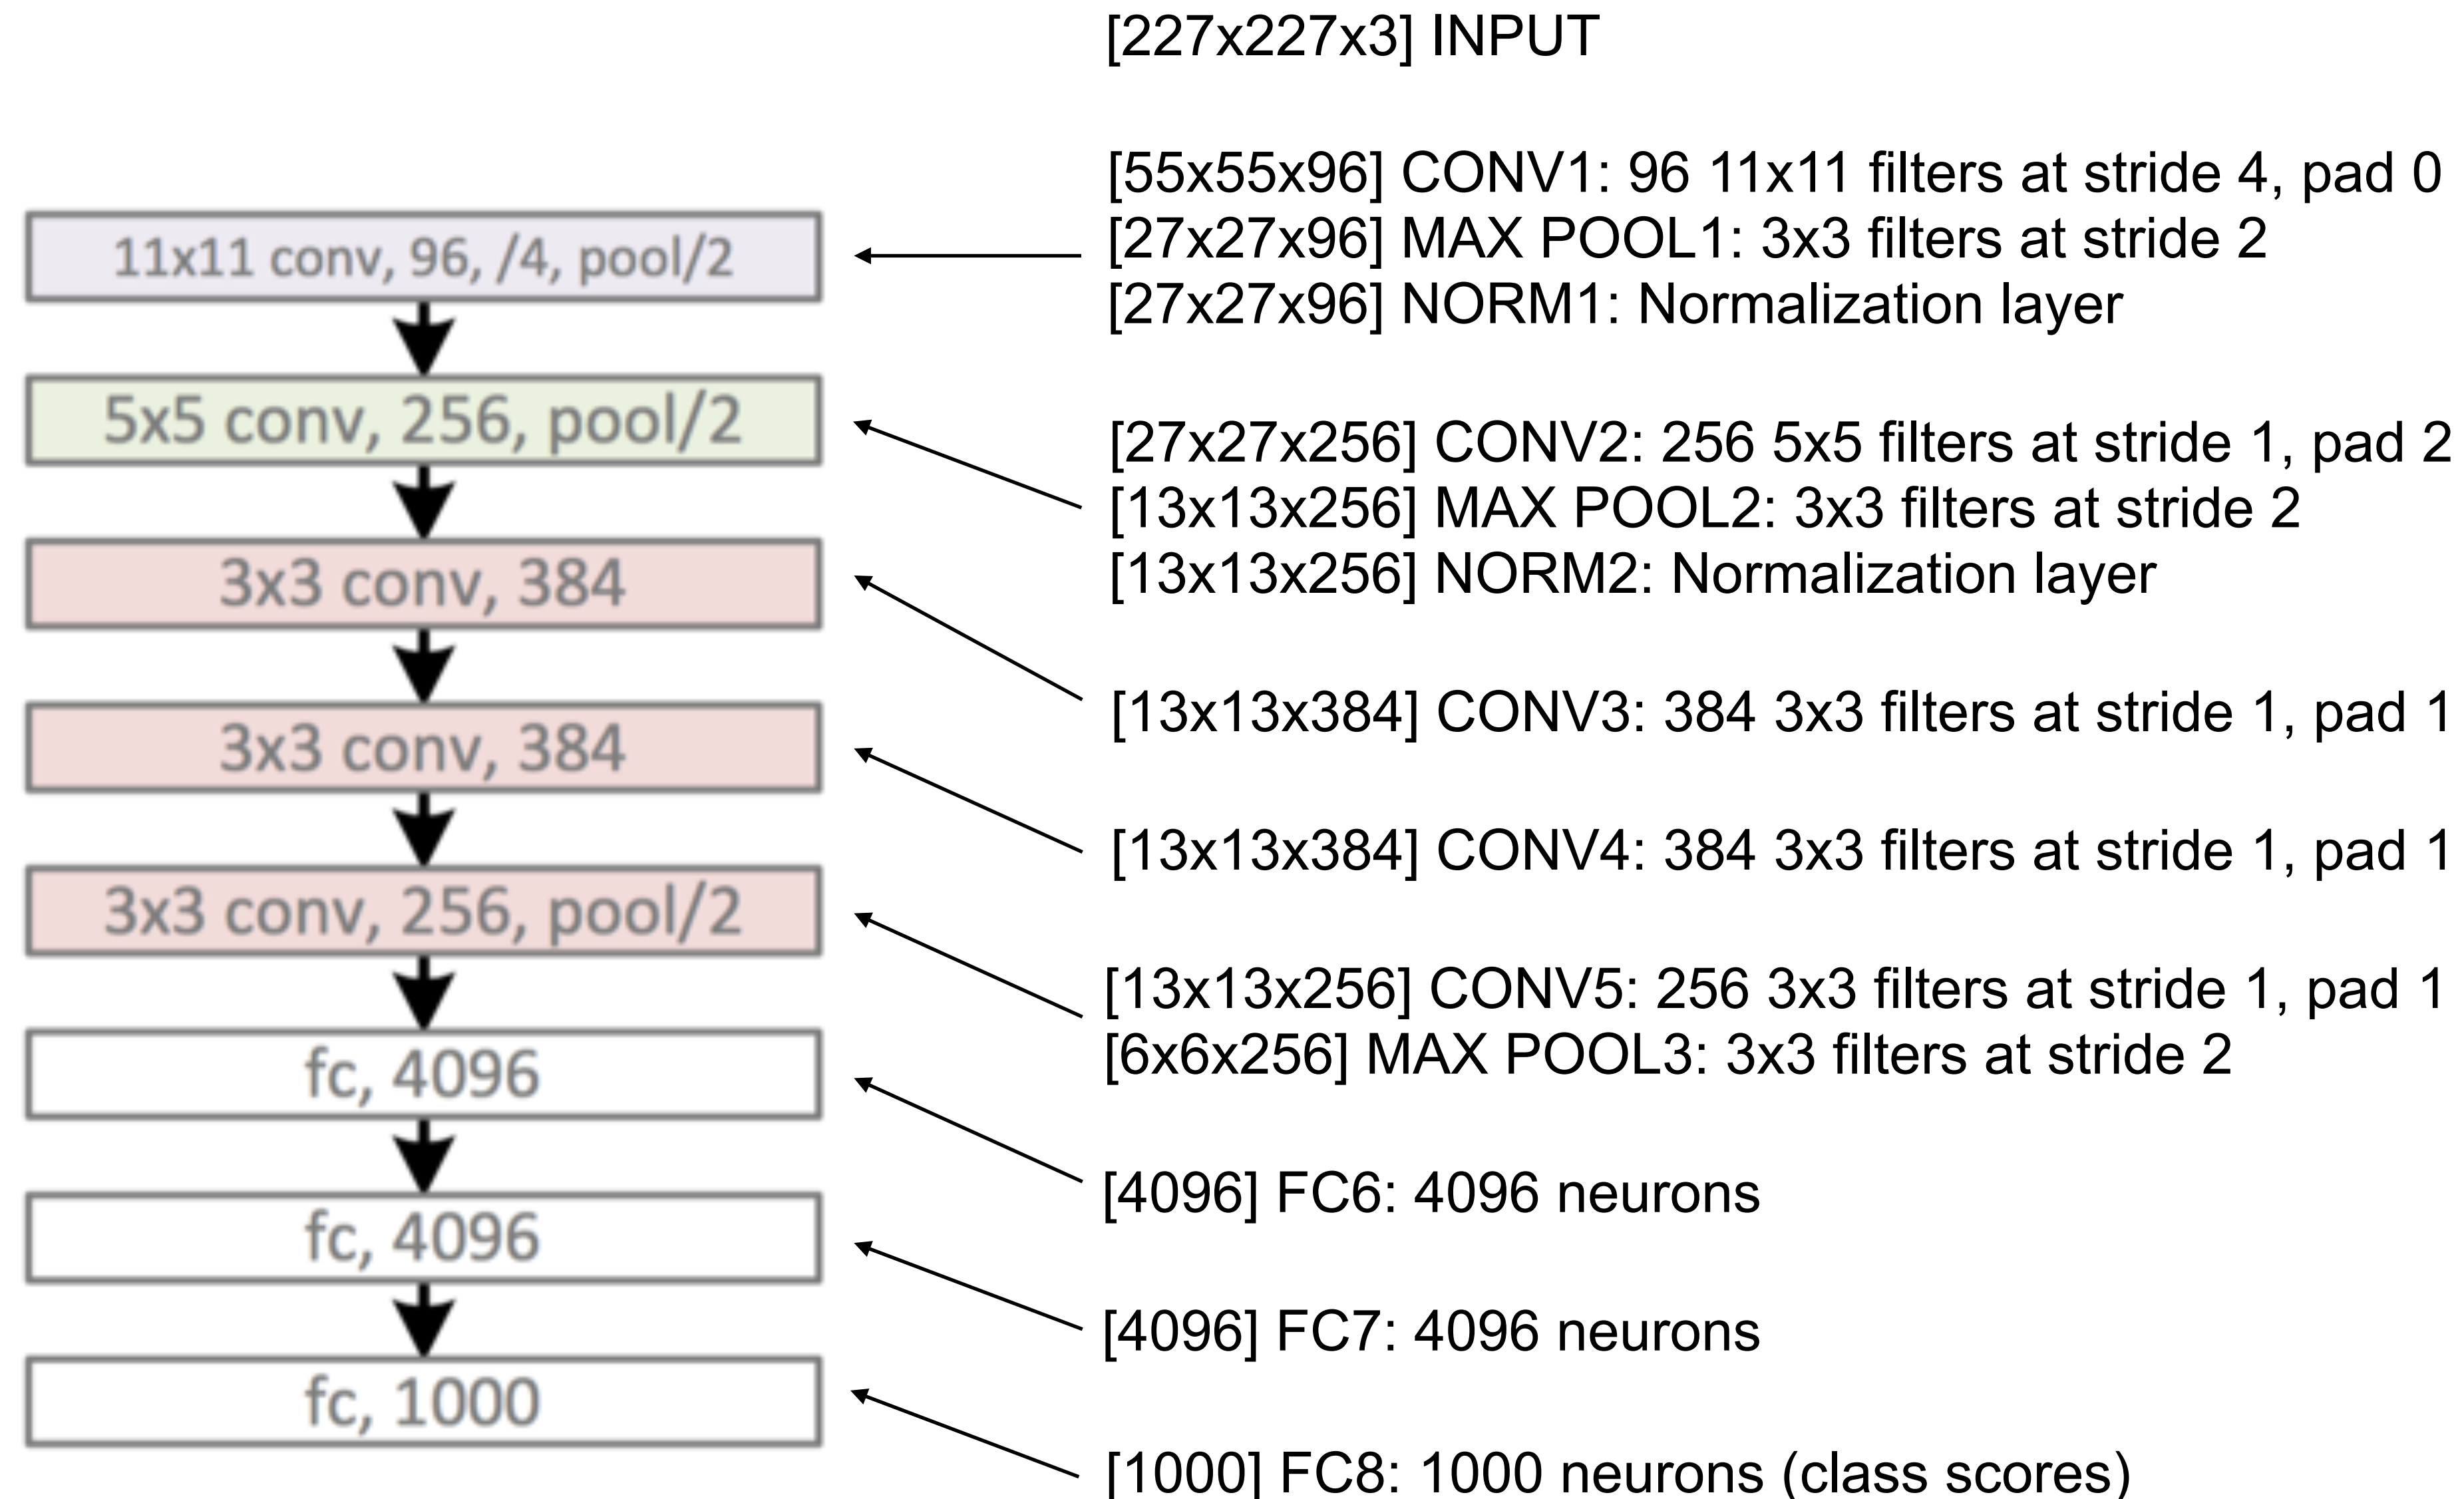 [227x227x3] INPUT
[55x55x96] CONV1: 96 11x11 filters at stride 4, pad 0
[27x27x96] MAX POOL1: 3x3 filters at stride 2
[27x27x96] NORM1: Normalization layer
11x11 conv, 96, /4, pool/2
[27x27x256] CONV2: 256 5x5 filters at stride 1, pad 2
[13x13x256] MAX POOL2: 3x3 filters at stride 2
[13x13x256] NORM2: Normalization layer
5x5 conv, 256, pool/2
[13x13x384] CONV3: 384 3x3 filters at stride 1, pad 1
3x3 conv, 384
[13x13x384] CONV4: 384 3x3 filters at stride 1, pad 1
3x3 conv, 384
[13x13x256] CONV5: 256 3x3 filters at stride 1, pad 1
[6x6x256] MAX POOL3: 3x3 filters at stride 2
3x3 conv, 256, pool/2
[4096] FC6: 4096 neurons
fc, 4096
[4096] FC7: 4096 neurons
fc, 4096
[1000] FC8: 1000 neurons (class scores)
fc, 1000